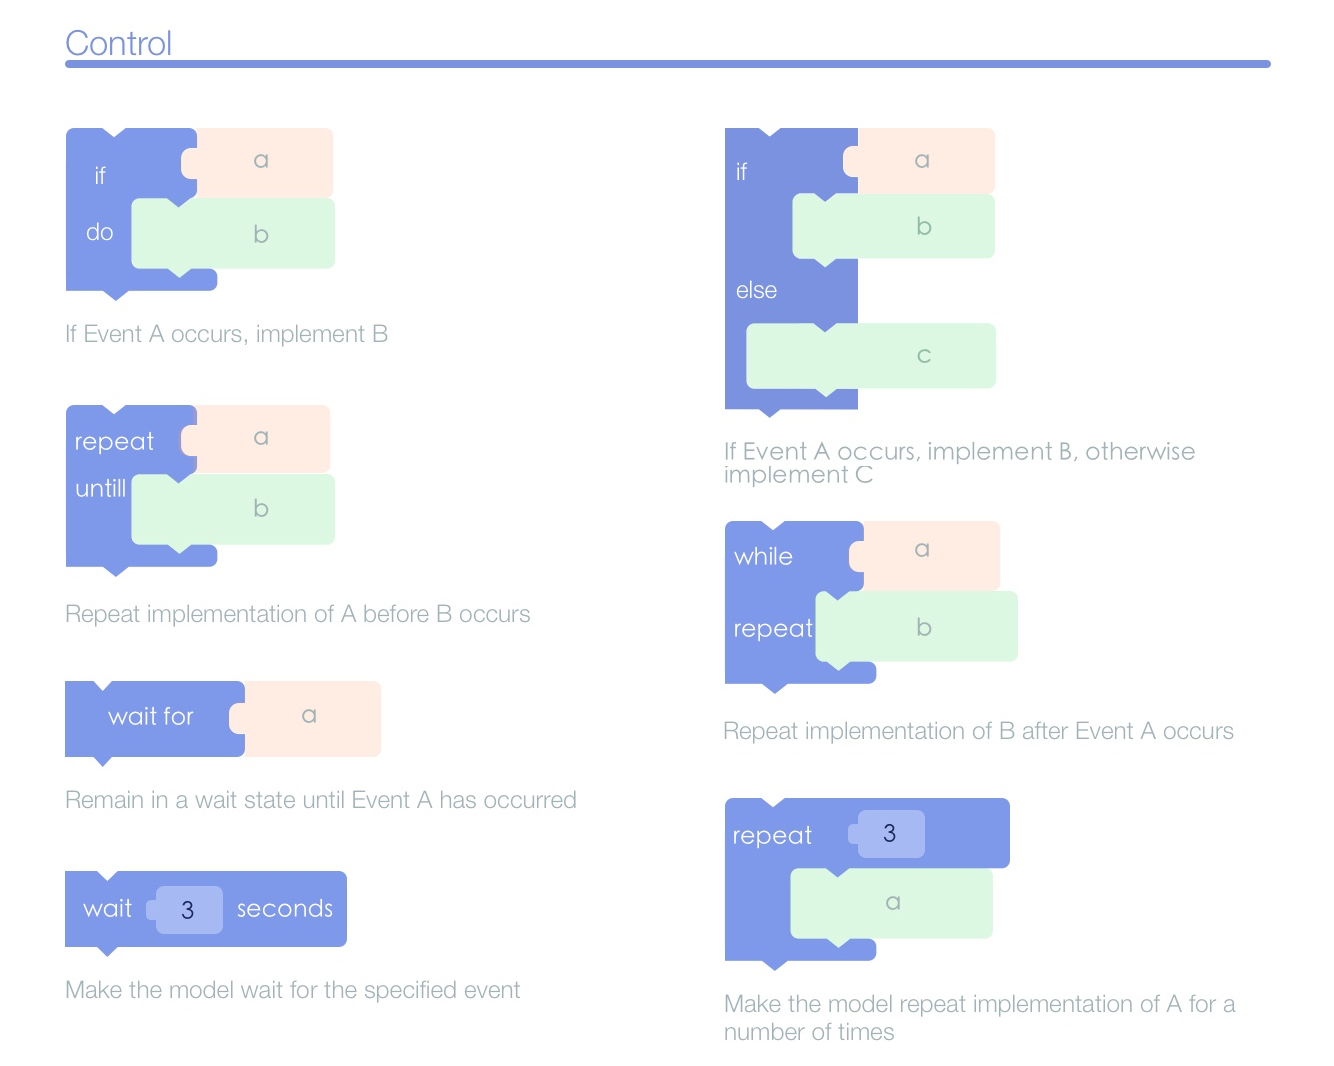 Control
if
a
do
b
If Event A occurs, implement B
repeat
a
untill
b
Repeat implementation of A before B occurs
wait for
a
Remain in a wait state until Event A has occurred
wait 3 seconds
Make the model wait for the specified event
if
a
b
else
c
If Event A occurs, implement B, otherwise
implement C
while
a
repeat
b
Repeat implementation of B after Event A occurs
repeat 3
a
Make the model repeat implementation of A for a
number of times